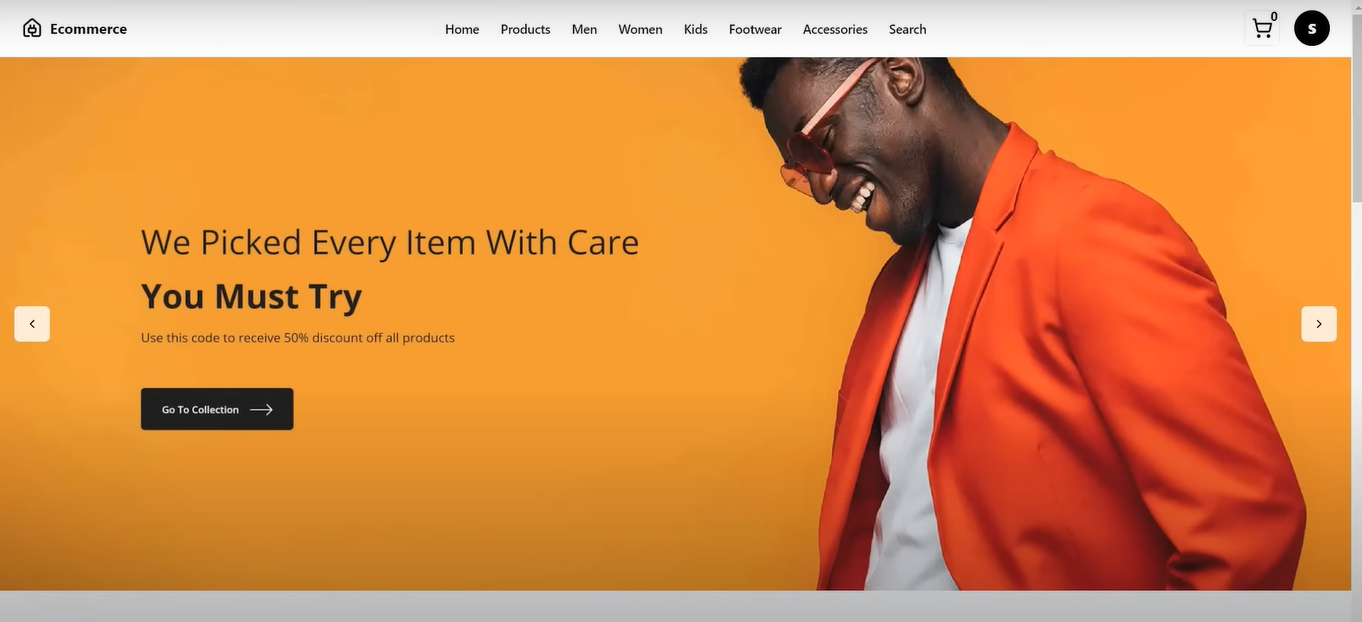 Ecommerce
Home Products Men Women Kids Footwear Accessories Search
0
S
We Picked Every Item With Care
You Must Try
Use this code to receive 50% discount off all products
Go To Collection